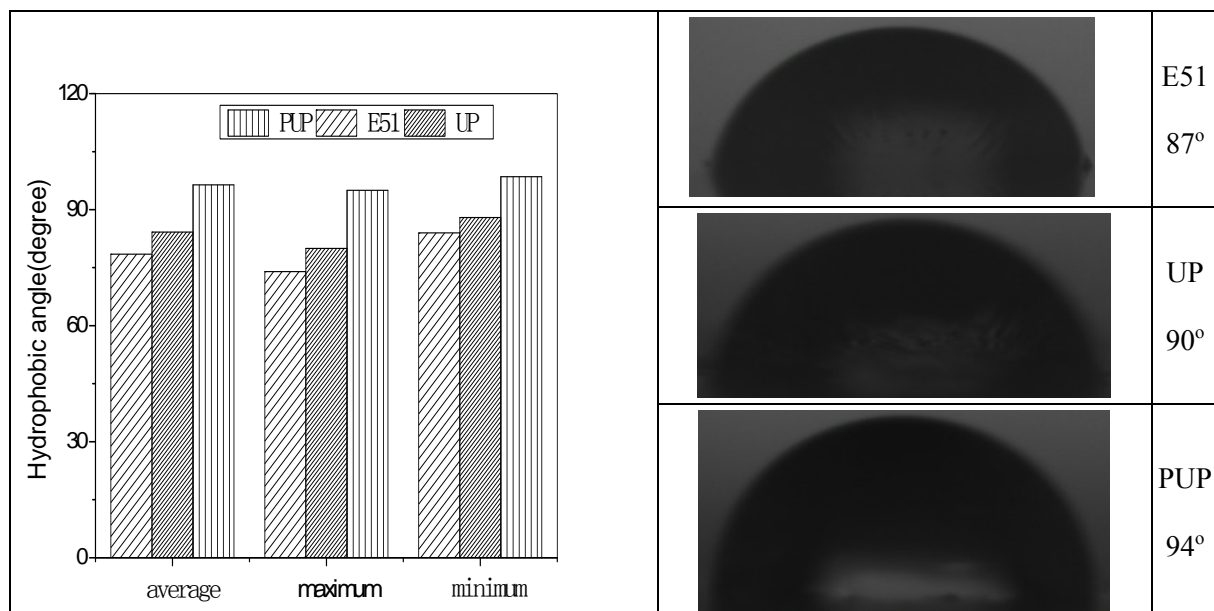 120
90
60
30
0
Hydrophobic angle(degree)
PUP E51 UP
average maximum minimum
E51
87º
UP
90º
PUP
94º